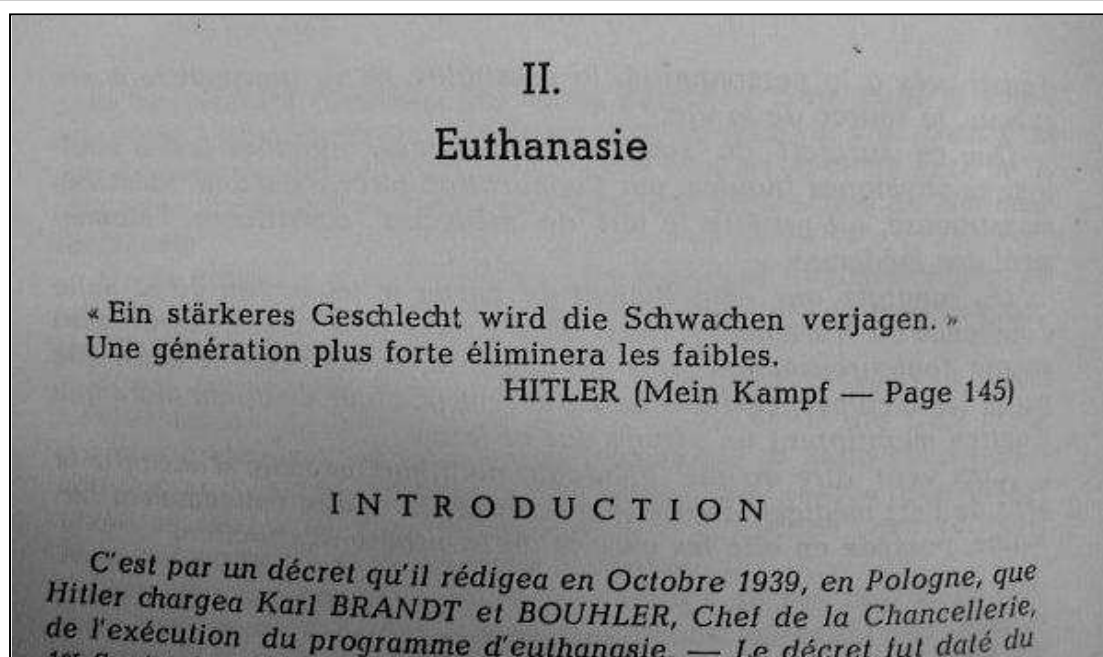 II.
Euthanasie
« Ein stärkeres Geschlecht wird die Schwachen verjagen. »
Une génération plus forte éliminera les faibles.
HITLER (Mein Kampf — Page 145)
INTRODUCTION
C'est par un décret qu'il rédigea en Octobre 1939, en Pologne, que
Hitler chargea Karl BRANDT et BOUHLER, Chef de la Chancellerie,
de l'exécution du programme d'euthanasie. — Le décret fut daté du